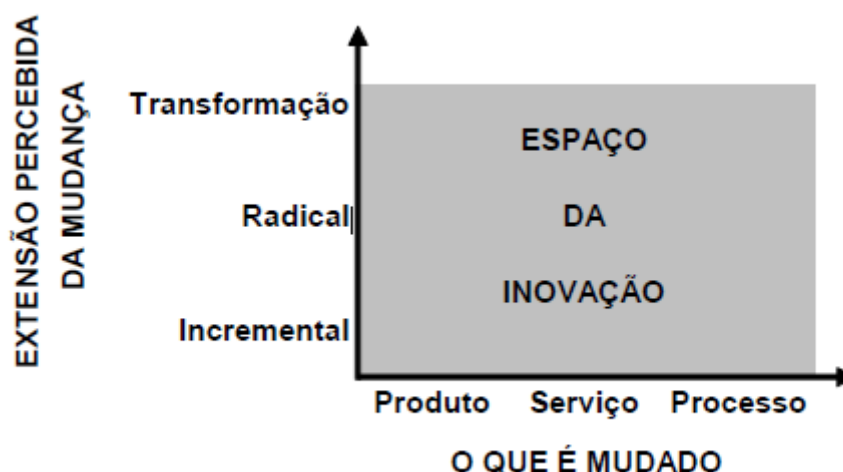 EXTENSÃO PERCEBIDA
DA MUDANÇA
Transformação
Radical
Incremental
ESPAÇO
DA
INOVAÇÃO
Produto Serviço Processo
O QUE É MUDADO